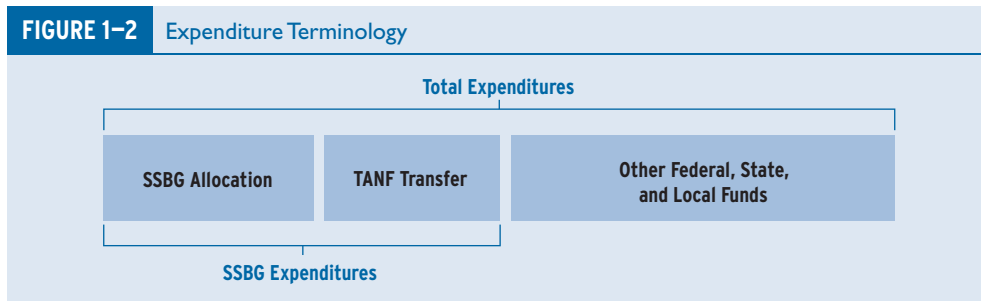 FIGURE 1–2 Expenditure Terminology
Total Expenditures
SSBG Allocation
TANF Transfer
Other Federal, State,
and Local Funds
SSBG Expenditures